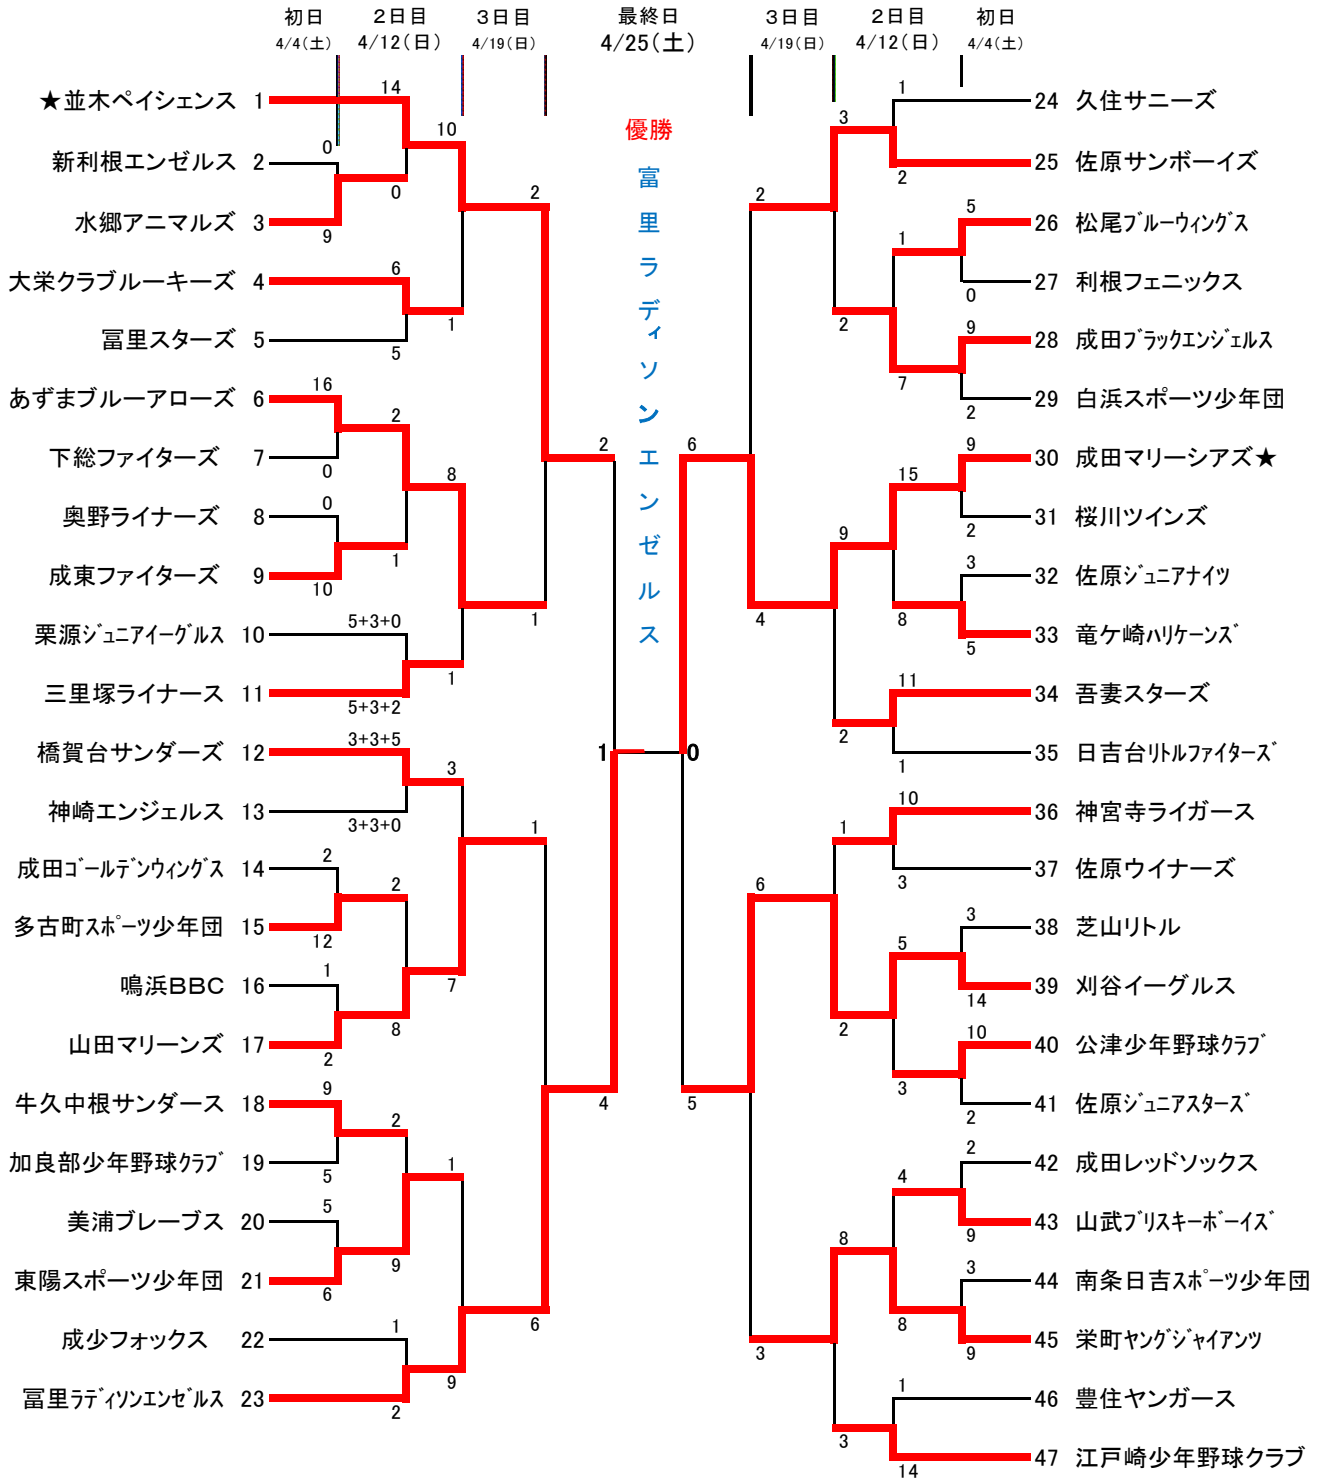 初日 2日目 3日目 最終日 3日目 2日目 初日
4/4(土) 4/12(日) 4/19(日) 4/25(土) 4/19(日) 4/12(日) 4/4(土)
優勝
富里ラディソンエンゼルス
★並木ペイシェンス 1
新利根エンゼルス 2
水郷アニマルズ 3
大栄クラブルーキーズ 4
冨里スターズ 5
あずまブルーアローズ 6
下総ファイターズ 7
奥野ライナーズ 8
成東ファイターズ 9
栗源ジュニアイーグルス 10
三里塚ライナース 11
橋賀台サンダーズ 12
神崎エンジェルス 13
成田ゴールデンウィングス 14
多古町スポーツ少年団 15
鳴浜BBC 16
山田マリーンズ 17
牛久中根サンダース 18
加良部少年野球クラブ 19
美浦ブレーブス 20
東陽スポーツ少年団 21
成少フォックス 22
冨里ラディソンエンゼルス 23
14
0
9
0
6
5
16
0
0
10
2
1
5+3+0
5+3+2
3+3+5
3+3+0
2
12
1
2
2
8
9
5
5
6
2
9
1
2
10
1
8
1
3
7
1
9
2
1
1
6
2
4
1
0
6
5
2
4
6
3
3
2
9
2
1
2
8
3
1
2
1
7
15
8
11
1
10
3
5
3
4
8
1
14
5
0
9
2
9
2
3
5
3
14
10
2
2
9
3
9
24 久住サニーズ
25 佐原サンボーイズ
26 松尾ブルーウィングス
27 利根フェニックス
28 成田ブラックエンジェルス
29 白浜スポーツ少年団
30 成田マリーシアズ★
31 桜川ツインズ
32 佐原ジュニアナイツ
33 竜ケ崎ハリケーンズ
34 吾妻スターズ
35 日吉台リトルファイターズ
36 神宮寺ライガース
37 佐原ウイナーズ
38 芝山リトル
39 刈谷イーグルス
40 公津少年野球クラブ
41 佐原ジュニアスターズ
42 成田レッドソックス
43 山武ブリスキーボーイズ
44 南条日吉スポーツ少年団
45 栄町ヤングジャイアンツ
46 豊住ヤンガース
47 江戸崎少年野球クラブ